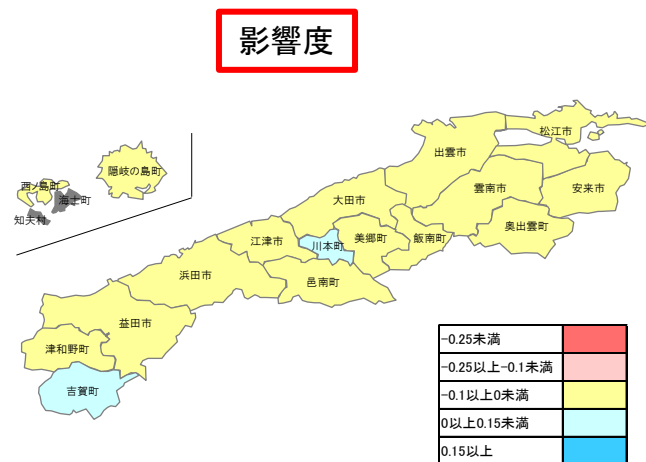 影響度
松江市
出雲市
隠岐の島町
西ノ島町
海士町
知夫村
雲南市
安来市
大田市
奥出雲町
江津市
川本町
美郷町
飯南町
浜田市
邑南町
益田市
津和野町
吉賀町
-0.25未満
-0.25以上-0.1未満
-0.1以上0未満
0以上0.15未満
0.15以上